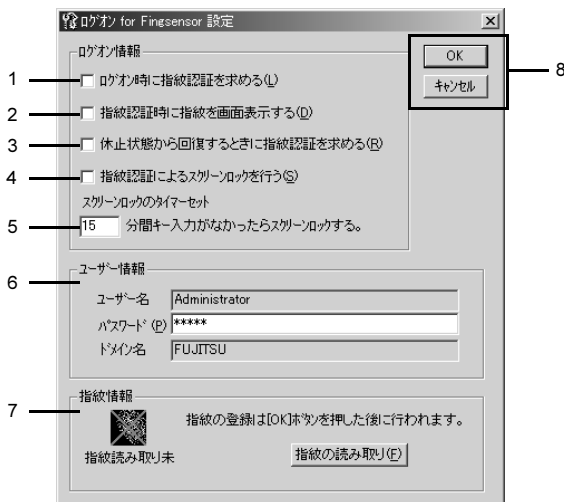 ログオン for Fingsensor 設定
ログオン情報
1 ログオン時に指紋認証を求める(L)
2 指紋認証時に指紋を画面表示する(D)
3 休止状態から回復するときに指紋認証を求める(R)
4 指紋認証によるスクリーンロックを行う(S)
スクリーンロックのタイマーセット
5 15 分間キー入力がなかったらスクリーンロックする。
OK
キャンセル
8
6 ユーザー情報
ユーザー名 Administrator
パスワード(P) *****
ドメイン名 FUJITSU
7 指紋情報
指紋の登録は[OK]ボタンを押した後に行われます。
指紋読み取り未
指紋の読み取り(F)